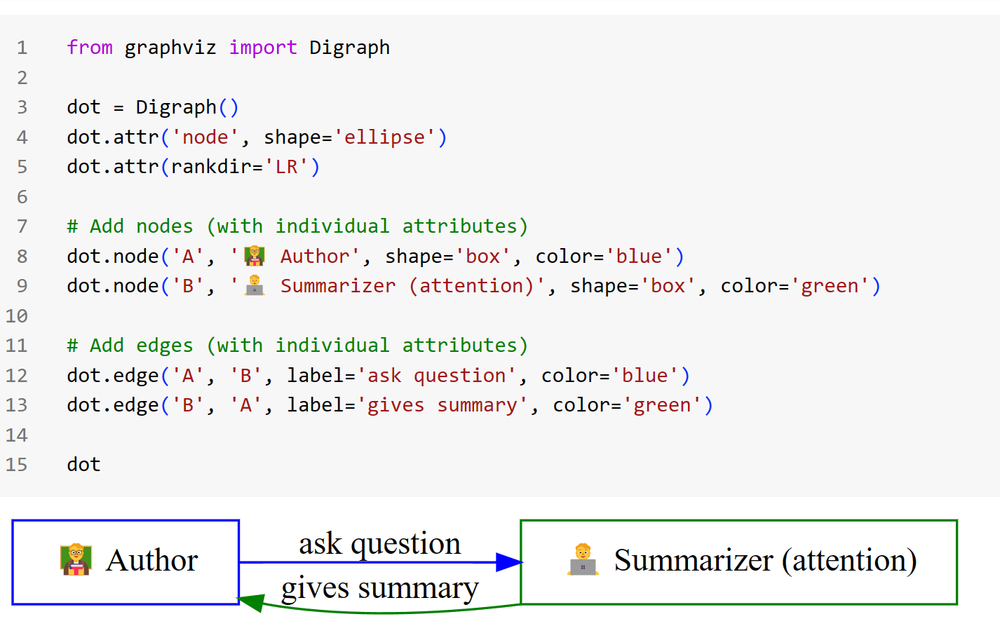 1 from graphviz import Digraph
2
3 dot = Digraph()
4 dot.attr('node', shape='ellipse')
5 dot.attr(rankdir='LR')
6
7 # Add nodes (with individual attributes)
8 dot.node('A', '👩‍🏫 Author', shape='box', color='blue')
9 dot.node('B', '🧑‍💻 Summarizer (attention)', shape='box', color='green')
10
11 # Add edges (with individual attributes)
12 dot.edge('A', 'B', label='ask question', color='blue')
13 dot.edge('B', 'A', label='gives summary', color='green')
14
15 dot
👩‍🏫 Author
ask question
gives summary
🧑‍💻 Summarizer (attention)